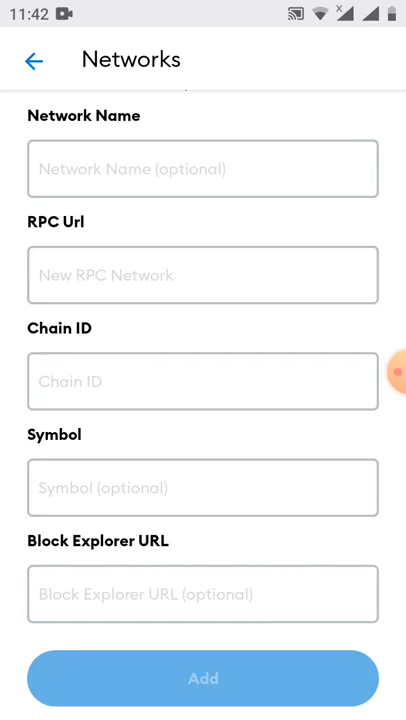 11:42
Networks
Network Name
Network Name (optional)
RPC Url
New RPC Network
Chain ID
Chain ID
Symbol
Symbol (optional)
Block Explorer URL
Block Explorer URL (optional)
Add